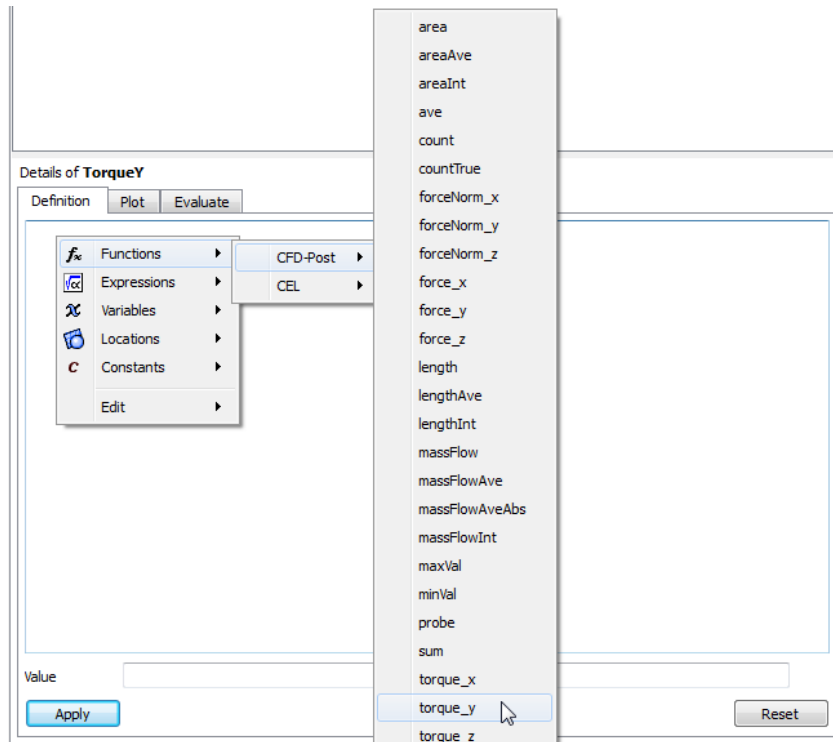 Details of TorqueY
Definition
Plot
Evaluate
fx Functions
√α Expressions
x Variables
Locations
C Constants
Edit
CFD-Post
CEL
area
areaAve
areaInt
ave
count
countTrue
forceNorm_x
forceNorm_y
forceNorm_z
force_x
force_y
force_z
length
lengthAve
lengthInt
massFlow
massFlowAve
massFlowAveAbs
massFlowInt
maxVal
minVal
probe
sum
torque_x
torque_y
torque_z
Value
Apply
Reset